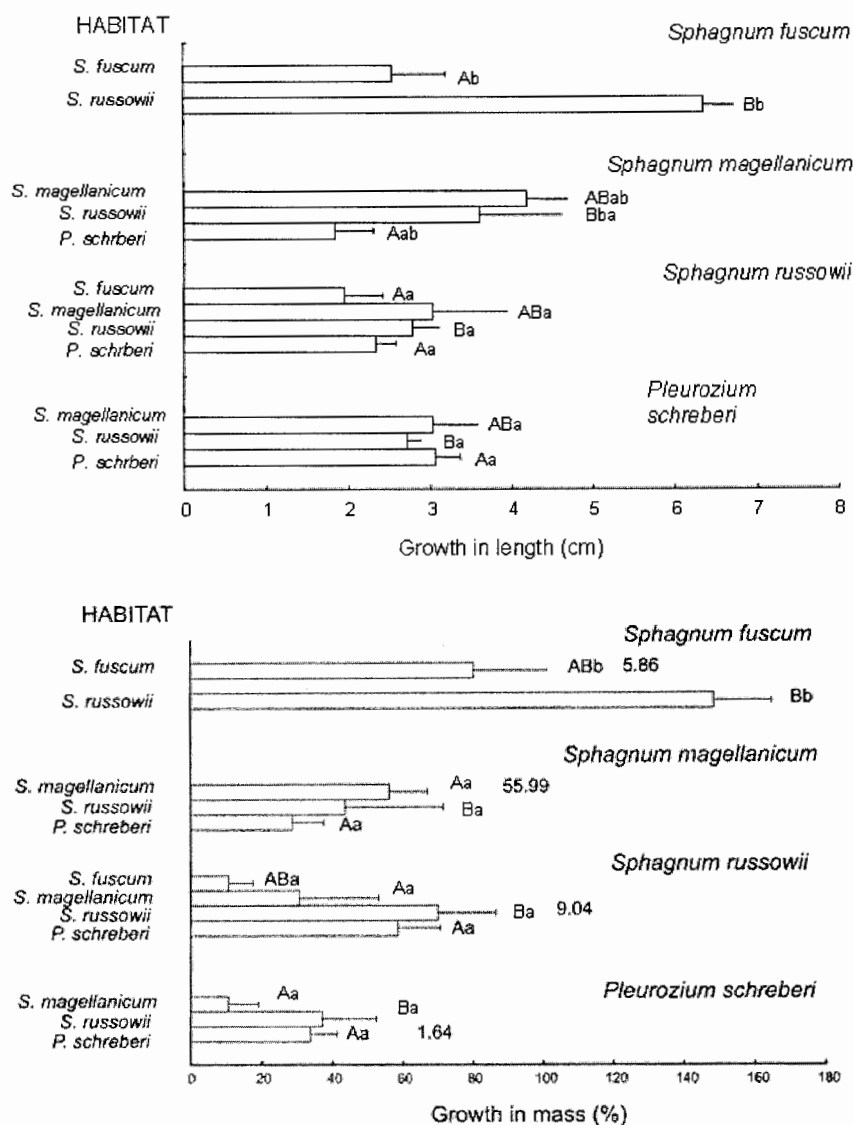 HABITAT
Sphagnum fuscum
S. fuscum Ab
S. russowii Bb
Sphagnum magellanicum
S. magellanicum ABab
S. russowii Bba
P. schrberi Aab
Sphagnum russowii
S. fuscum Aa
S. magellanicum ABa
S. russowii Ba
P. schrberi Aa
Pleurozium
schreberi
S. magellanicum ABa
S. russowii Ba
P. schrberi Aa
0 1 2 3 4 5 6 7 8
Growth in length (cm)
HABITAT
Sphagnum fuscum
S. fuscum ABb 5.86
S. russowii Bb
Sphagnum magellanicum
S. magellanicum Aa 55.99
S. russowii Ba
P. schreberi Aa
Sphagnum russowii
S. fuscum ABa
S. magellanicum Aa
S. russowii Ba 9.04
P. schreberi Aa
Pleurozium schreberi
S. magellanicum Aa
S. russowii Ba
P. schreberi Aa 1.64
0 20 40 60 80 100 120 140 160 180
Growth in mass (%)